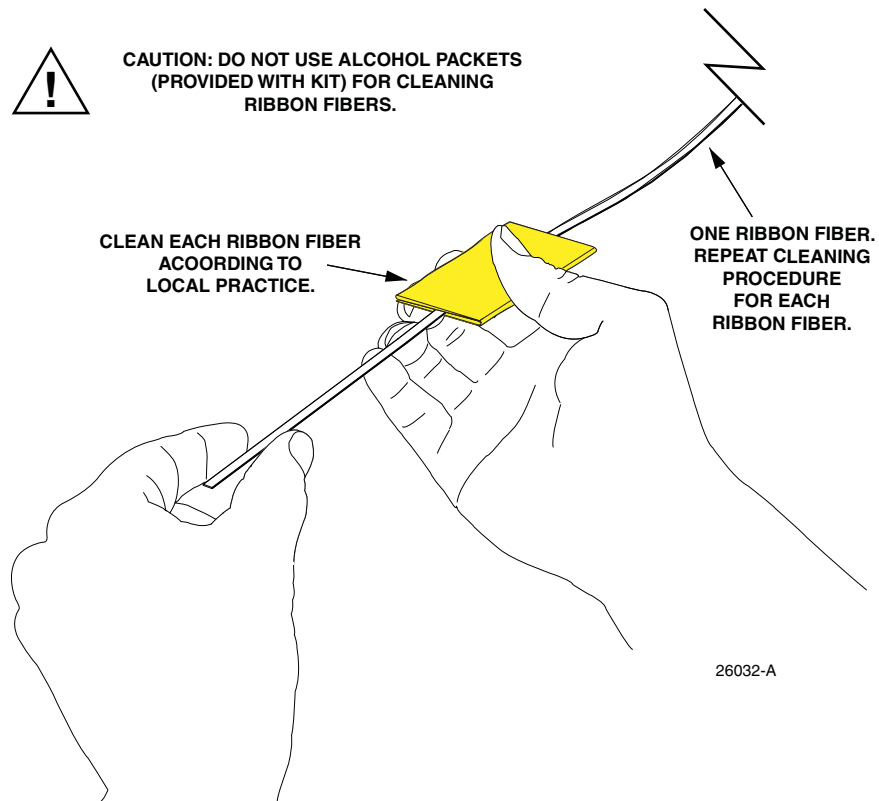 CAUTION: DO NOT USE ALCOHOL PACKETS
(PROVIDED WITH KIT) FOR CLEANING
RIBBON FIBERS.
CLEAN EACH RIBBON FIBER
ACOORDING TO
LOCAL PRACTICE.
ONE RIBBON FIBER.
REPEAT CLEANING
PROCEDURE
FOR EACH
RIBBON FIBER.
26032-A